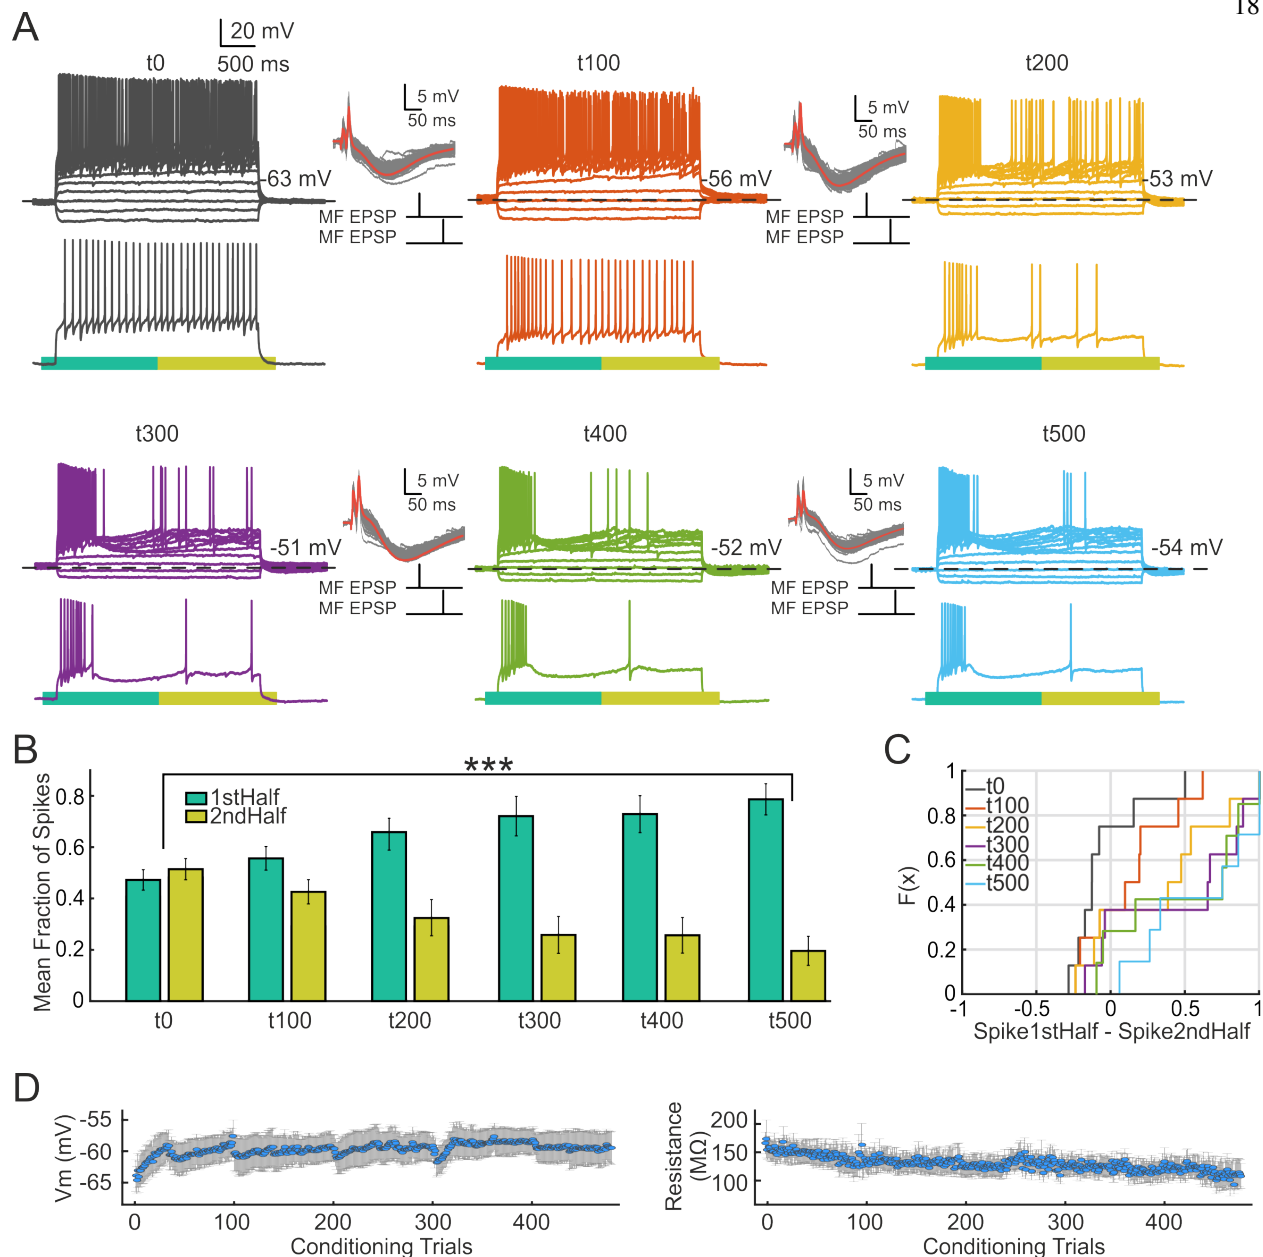 18
A
20 mV
500 ms
t0
t100
t200
5 mV
50 ms
5 mV
50 ms
-63 mV
-56 mV
-53 mV
MF EPSP
MF EPSP
MF EPSP
MF EPSP
t300
t400
t500
5 mV
50 ms
5 mV
50 ms
-51 mV
-52 mV
-54 mV
MF EPSP
MF EPSP
MF EPSP
MF EPSP
B
***
1stHalf
2ndHalf
Mean Fraction of Spikes
0.8
0.6
0.4
0.2
0
t0
t100
t200
t300
t400
t500
C
F(x)
1
0.8
0.6
0.4
0.2
0
t0
t100
t200
t300
t400
t500
-1
-0.5
0
0.5
1
Spike1stHalf - Spike2ndHalf
D
Vm (mV)
-55
-60
-65
0
100
200
300
400
Conditioning Trials
Resistance
(MΩ)
200
150
100
0
100
200
300
400
Conditioning Trials